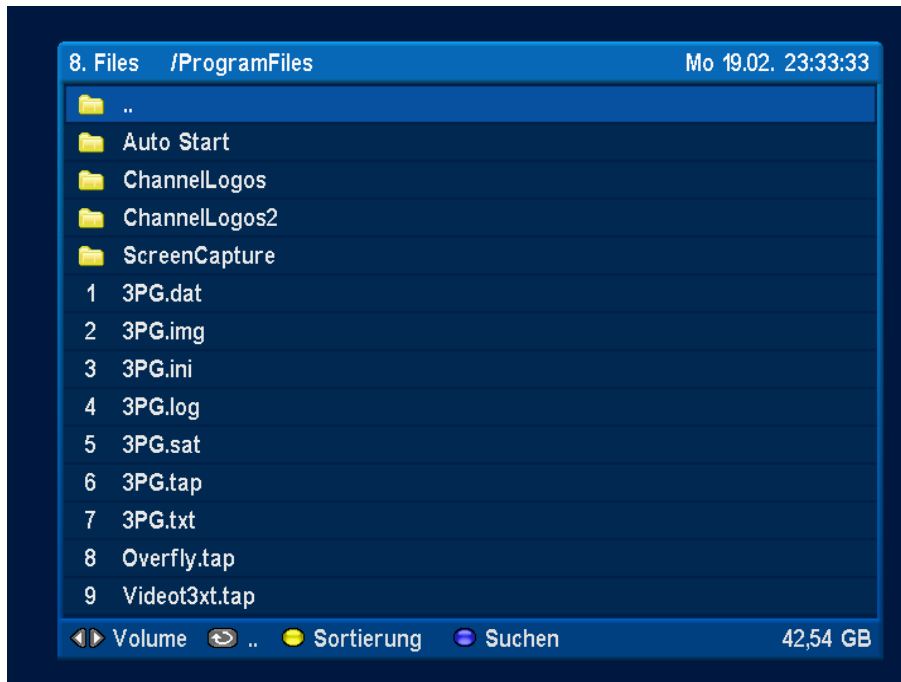 8. Files /ProgramFiles Mo 19.02. 23:33:33
..
Auto Start
ChannelLogos
ChannelLogos2
ScreenCapture
1 3PG.dat
2 3PG.img
3 3PG.ini
4 3PG.log
5 3PG.sat
6 3PG.tap
7 3PG.txt
8 Overfly.tap
9 Videot3xt.tap
Volume .. Sortierung Suchen 42,54 GB